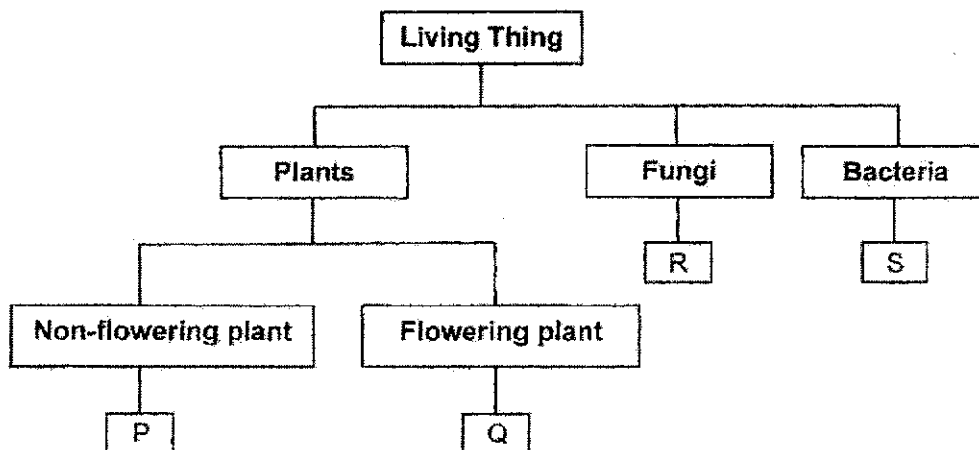 Living Thing
Plants
Fungi
Bacteria
R
S
Non-flowering plant
Flowering plant
P
Q